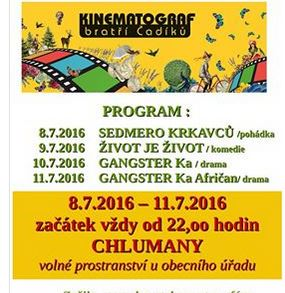 KINEMATOGRAF
bratří Čadíků
PROGRAM :
8.7.2016 SEDMERO KRKAVCŮ /pohádka
9.7.2016 ŽIVOT JE ŽIVOT / komedie
10.7.2016 GANGSTER Ka / drama
11.7.2016 GANGSTER Ka Afričan/ drama
8.7.2016 – 11.7.2016
začátek vždy od 22,oo hodin
CHLUMANY
volné prostranství u obecního úřadu